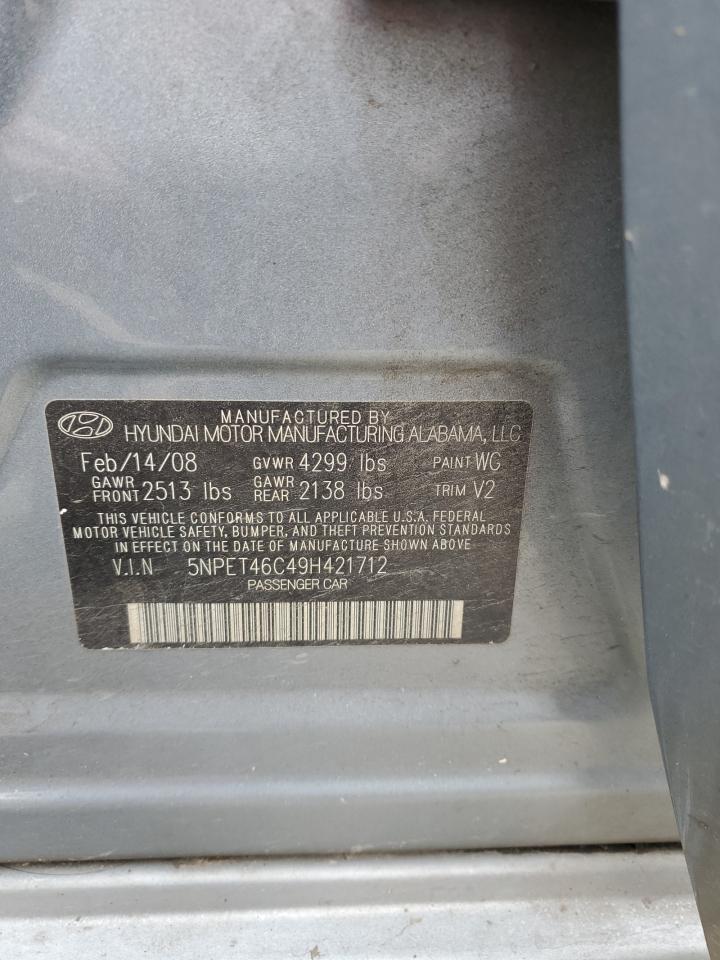 MANUFACTURED BY
HYUNDAI MOTOR MANUFACTURING ALABAMA, LLC
Feb/14/08 GVWR 4299 lbs PAINT WC
GAWR FRONT 2513 lbs GAWR REAR 2138 lbs TRIM V2
THIS VEHICLE CONFORMS TO ALL APPLICABLE U.S.A. FEDERAL
MOTOR VEHICLE SAFETY, BUMPER, AND THEFT PREVENTION STANDARDS
IN EFFECT ON THE DATE OF MANUFACTURE SHOWN ABOVE
V.I.N 5NPET46C49H421712
PASSENGER CAR